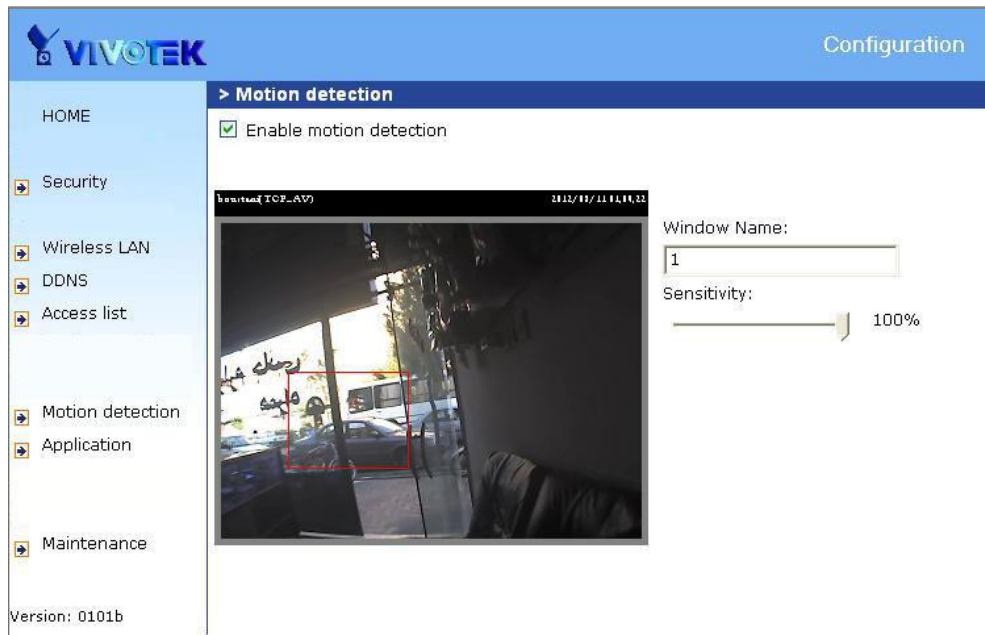 VIVOTEK
Configuration
HOME
Security
Wireless LAN
DDNS
Access list
Motion detection
Application
Maintenance
Version: 0101b
> Motion detection
Enable motion detection
(TCP_AV)
Window Name:
1
Sensitivity:
100%